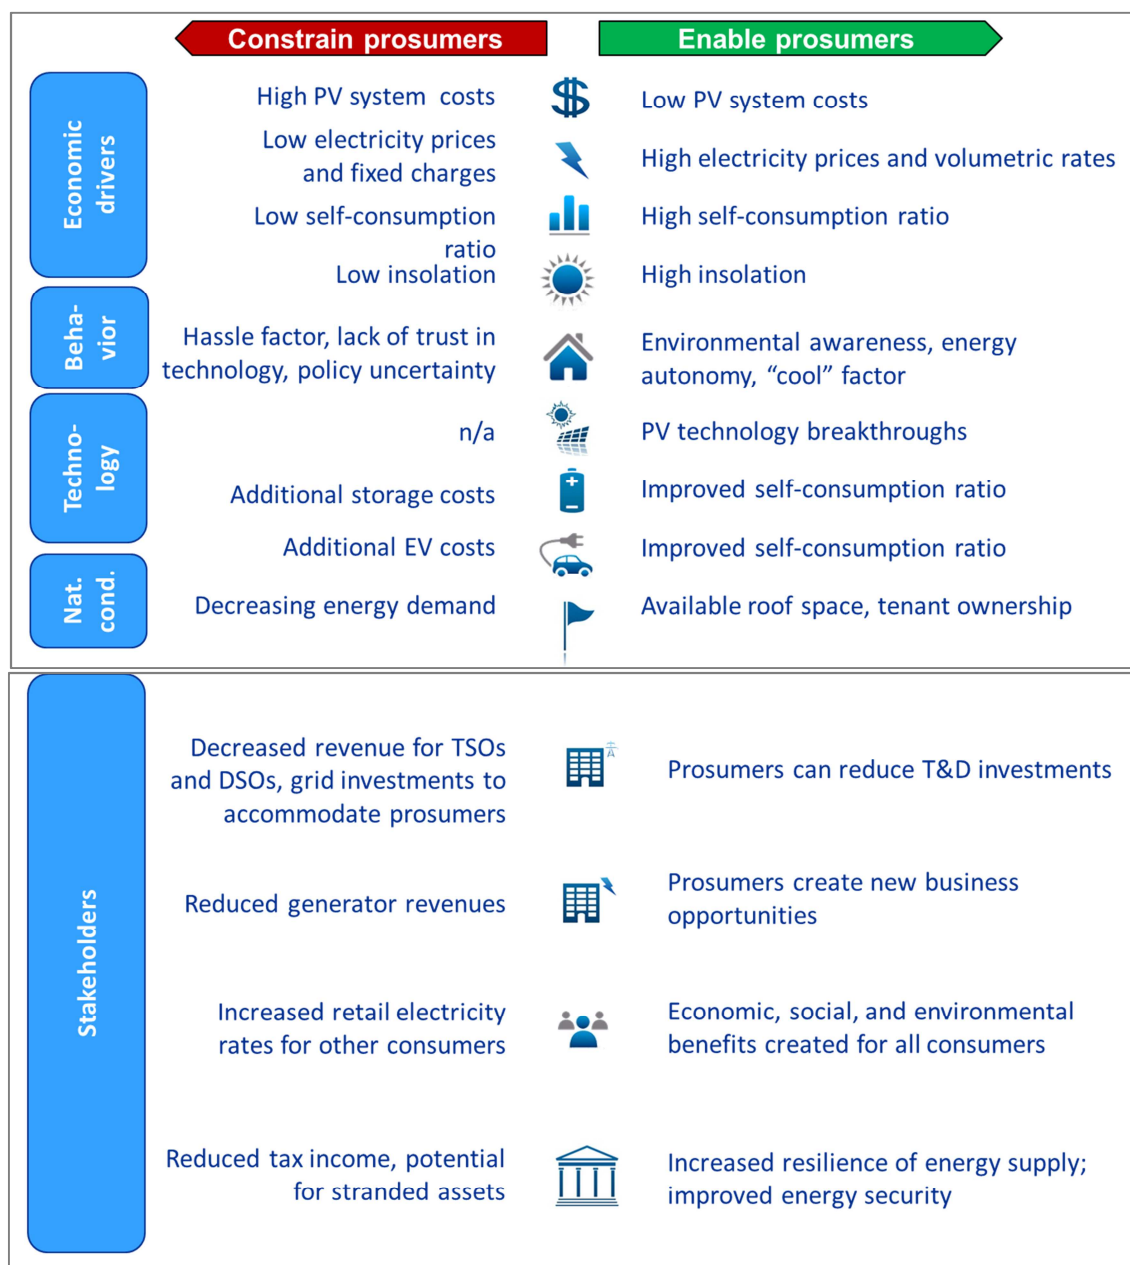 Constrain prosumers
Enable prosumers
Economic
drivers
High PV system costs
Low PV system costs
Low electricity prices
and fixed charges
High electricity prices and volumetric rates
Low self-consumption
ratio
High self-consumption ratio
Low insolation
High insolation
Beha-
vior
Hassle factor, lack of trust in
technology, policy uncertainty
Environmental awareness, energy
autonomy, “cool” factor
Techno-
logy
n/a
PV technology breakthroughs
Additional storage costs
Improved self-consumption ratio
Additional EV costs
Improved self-consumption ratio
Nat.
cond.
Decreasing energy demand
Available roof space, tenant ownership
Stakeholders
Decreased revenue for TSOs
and DSOs, grid investments to
accommodate prosumers
Prosumers can reduce T&D investments
Reduced generator revenues
Prosumers create new business
opportunities
Increased retail electricity
rates for other consumers
Economic, social, and environmental
benefits created for all consumers
Reduced tax income, potential
for stranded assets
Increased resilience of energy supply;
improved energy security